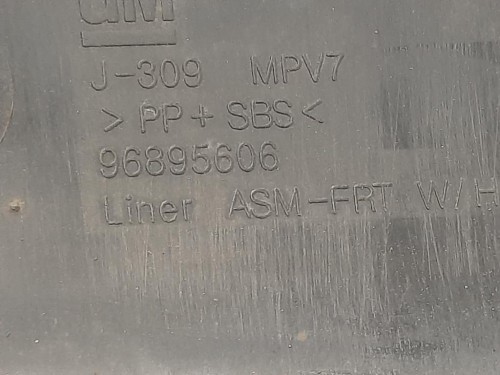 GM
J-309 MPV7
>PP+SBS<
96895606
Liner ASM-FRT W/H